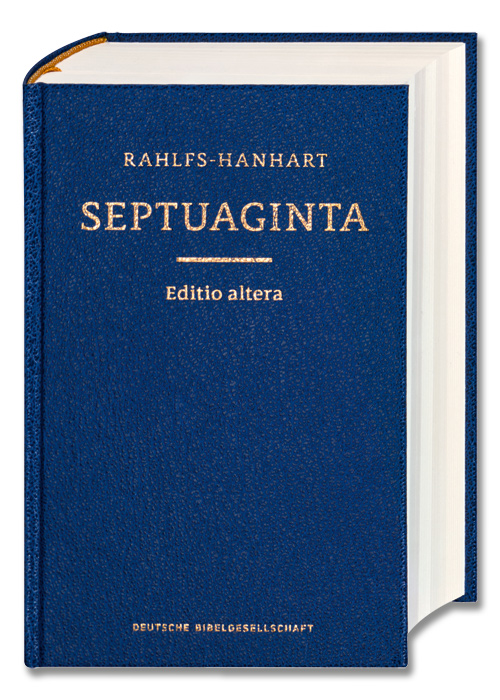 RAHLFS-HANHART
SEPTUAGINTA
Editio altera
DEUTSCHE BIBELGESELLSCHAFT